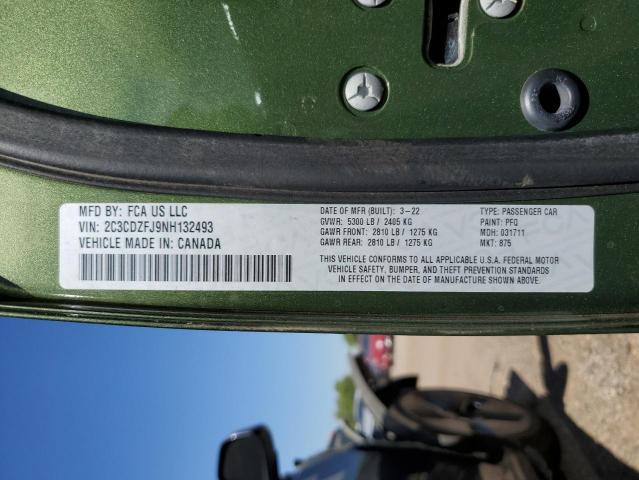 MFD BY: FCA US LLC
VIN: 2C3CDZFJ9NH132493
VEHICLE MADE IN: CANADA
DATE OF MFR (BUILT): 3-22
GVWR: 5300 LB / 2405 KG
GAWR FRONT: 2810 LB / 1275 KG
GAWR REAR: 2810 LB / 1275 KG
TYPE: PASSENGER CAR
PAINT: PFQ
MDH: 031711
MKT: 875
THIS VEHICLE CONFORMS TO ALL APPLICABLE U.S.A. FEDERAL MOTOR
VEHICLE SAFETY, BUMPER, AND THEFT PREVENTION STANDARDS
IN EFFECT ON THE DATE OF MANUFACTURE SHOWN ABOVE.